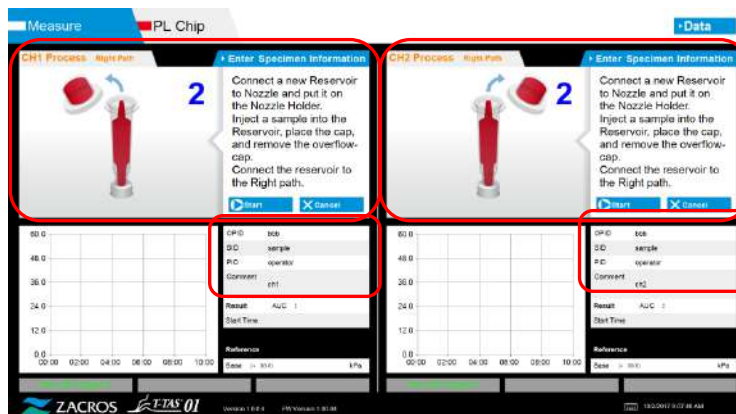 Measure
PL Chip
Data
CH1 Process Right Path
Enter Specimen Information
2
Connect a new Reservoir
to Nozzle and put it on
the Nozzle Holder.
Inject a sample into the
Reservoir, place the cap,
and remove the overflow-
cap.
Connect the reservoir to
the Right path.
Start
Cancel
CH2 Process Right Path
Enter Specimen Information
2
Connect a new Reservoir
to Nozzle and put it on
the Nozzle Holder.
Inject a sample into the
Reservoir, place the cap,
and remove the overflow-
cap.
Connect the reservoir to
the Right path.
Start
Cancel
60.0
48.0
36.0
24.0
12.0
0.0
00:00 02:00 04:00 06:00 08:00 10:00
OPID bob
SID sample
PID operator
Comment
ch1
Result AUC :
Start Time
Reference
Base kPa
60.0
48.0
36.0
24.0
12.0
0.0
00:00 02:00 04:00 06:00 08:00 10:00
OPID bob
SID sample
PID operator
Comment
ch2
Result AUC :
Start Time
Reference
Base kPa
ZACROS T-TAS 01